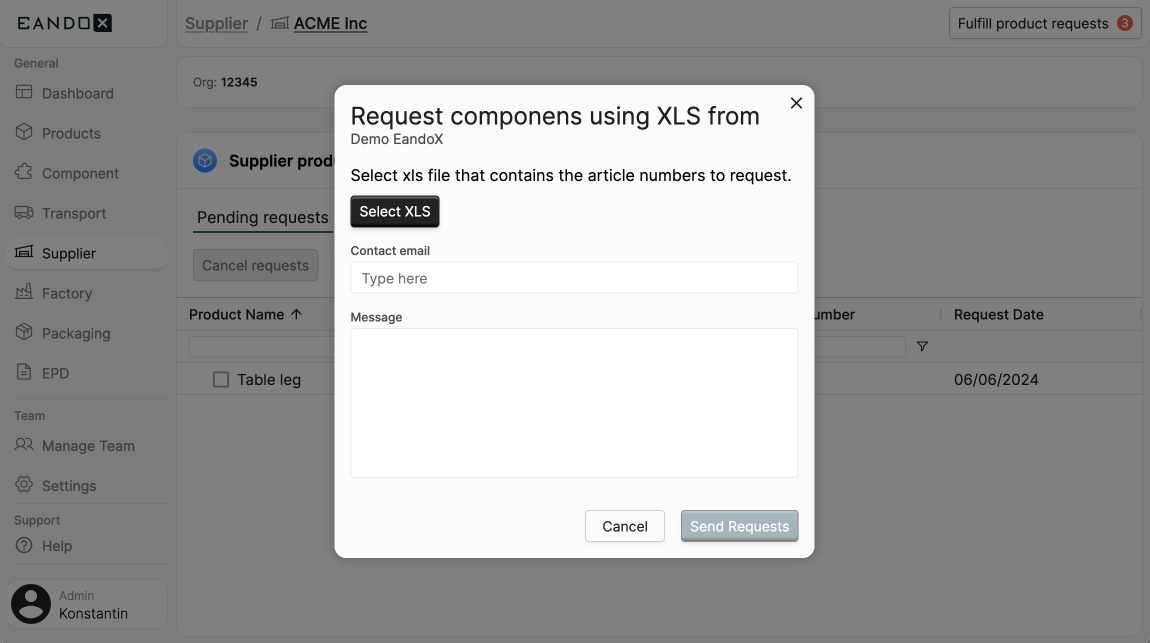 EANDOX
Supplier / ACME Inc
Fulfill product requests 3
General
Dashboard
Products
Component
Transport
Supplier
Factory
Packaging
EPD
Team
Manage Team
Settings
Support
Help
Admin
Konstantin
Org: 12345
Supplier prod
Pending requests
Cancel requests
Product Name
umber
Request Date
Table leg
06/06/2024
Request componens using XLS from
Demo EandoX
Select xls file that contains the article numbers to request.
Select XLS
Contact email
Type here
Message
Cancel
Send Requests